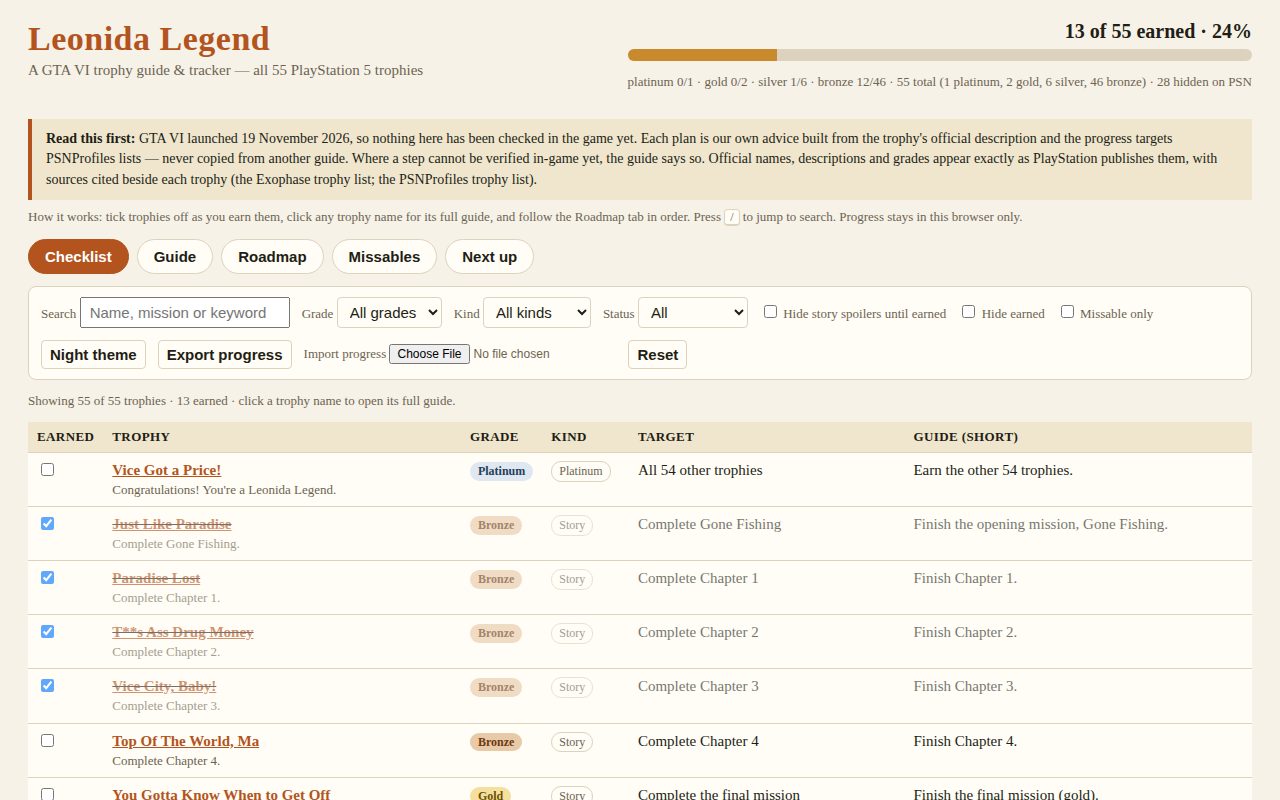 Leonida Legend
A GTA VI trophy guide & tracker — all 55 PlayStation 5 trophies
13 of 55 earned · 24%
platinum 0/1 · gold 0/2 · silver 1/6 · bronze 12/46 · 55 total (1 platinum, 2 gold, 6 silver, 46 bronze) · 28 hidden on PSN
Read this first: GTA VI launched 19 November 2026, so nothing here has been checked in the game yet. Each plan is our own advice built from the trophy's official description and the progress targets
PSNProfiles lists — never copied from another guide. Where a step cannot be verified in-game yet, the guide says so. Official names, descriptions and grades appear exactly as PlayStation publishes them, with
sources cited beside each trophy (the Exophase trophy list; the PSNProfiles trophy list).
How it works: tick trophies off as you earn them, click any trophy name for its full guide, and follow the Roadmap tab in order. Press / to jump to search. Progress stays in this browser only.
Checklist Guide Roadmap Missables Next up
Search Name, mission or keyword Grade All grades Kind All kinds Status All Hide story spoilers until earned Hide earned Missable only
Night theme Export progress Import progress Choose File No file chosen Reset
Showing 55 of 55 trophies · 13 earned · click a trophy name to open its full guide.
EARNED TROPHY GRADE KIND TARGET GUIDE (SHORT)
Vice Got a Price! Platinum Platinum All 54 other trophies Earn the other 54 trophies.
Congratulations! You're a Leonida Legend.
Just Like Paradise Bronze Story Complete Gone Fishing Finish the opening mission, Gone Fishing.
Complete Gone Fishing.
Paradise Lost Bronze Story Complete Chapter 1 Finish Chapter 1.
Complete Chapter 1.
T**s Ass Drug Money Bronze Story Complete Chapter 2 Finish Chapter 2.
Complete Chapter 2.
Vice City, Baby! Bronze Story Complete Chapter 3 Finish Chapter 3.
Complete Chapter 3.
Top Of The World, Ma Bronze Story Complete Chapter 4 Finish Chapter 4.
Complete Chapter 4.
You Gotta Know When to Get Off Gold Story Complete the final mission Finish the final mission (gold).